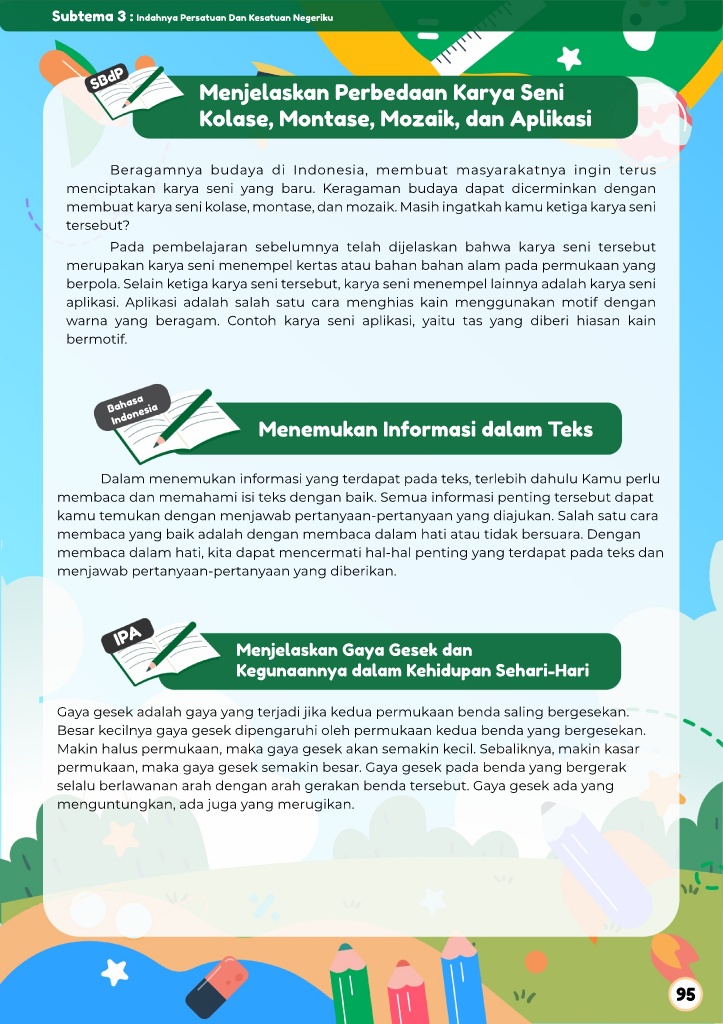 Subtema 3 : Indahnya Persatuan Dan Kesatuan Negeriku
SBdP
Menjelaskan Perbedaan Karya Seni
Kolase, Montase, Mozaik, dan Aplikasi
Beragamnya budaya di Indonesia, membuat masyarakatnya ingin terus
menciptakan karya seni yang baru. Keragaman budaya dapat dicerminkan dengan
membuat karya seni kolase, montase, dan mozaik. Masih ingatkah kamu ketiga karya seni
tersebut?
Pada pembelajaran sebelumnya telah dijelaskan bahwa karya seni tersebut
merupakan karya seni menempel kertas atau bahan bahan alam pada permukaan yang
berpola. Selain ketiga karya seni tersebut, karya seni menempel lainnya adalah karya seni
aplikasi. Aplikasi adalah salah satu cara menghias kain menggunakan motif dengan
warna yang beragam. Contoh karya seni aplikasi, yaitu tas yang diberi hiasan kain
bermotif.
Bahasa
Indonesia
Menemukan Informasi dalam Teks
Dalam menemukan informasi yang terdapat pada teks, terlebih dahulu Kamu perlu
membaca dan memahami isi teks dengan baik. Semua informasi penting tersebut dapat
kamu temukan dengan menjawab pertanyaan-pertanyaan yang diajukan. Salah satu cara
membaca yang baik adalah dengan membaca dalam hati atau tidak bersuara. Dengan
membaca dalam hati, kita dapat mencermati hal-hal penting yang terdapat pada teks dan
menjawab pertanyaan-pertanyaan yang diberikan.
IPA
Menjelaskan Gaya Gesek dan
Kegunaannya dalam Kehidupan Sehari-Hari
Gaya gesek adalah gaya yang terjadi jika kedua permukaan benda saling bergesekan.
Besar kecilnya gaya gesek dipengaruhi oleh permukaan kedua benda yang bergesekan.
Makin halus permukaan, maka gaya gesek akan semakin kecil. Sebaliknya, makin kasar
permukaan, maka gaya gesek semakin besar. Gaya gesek pada benda yang bergerak
selalu berlawanan arah dengan arah gerakan benda tersebut. Gaya gesek ada yang
menguntungkan, ada juga yang merugikan.
95